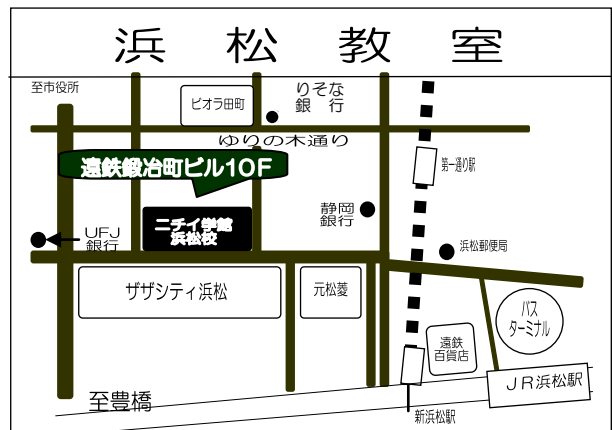 浜松教室
至市役所
ビオラ田町
りそな
銀行
ゆりの木通り
第一通り駅
遠鉄鍛冶町ビル10F
ニチイ学館
浜松校
静岡
銀行
UFJ
銀行
浜松郵便局
ザザシティ浜松
元松菱
バス
ターミナル
遠鉄
百貨店
JR浜松駅
至豊橋
新浜松駅